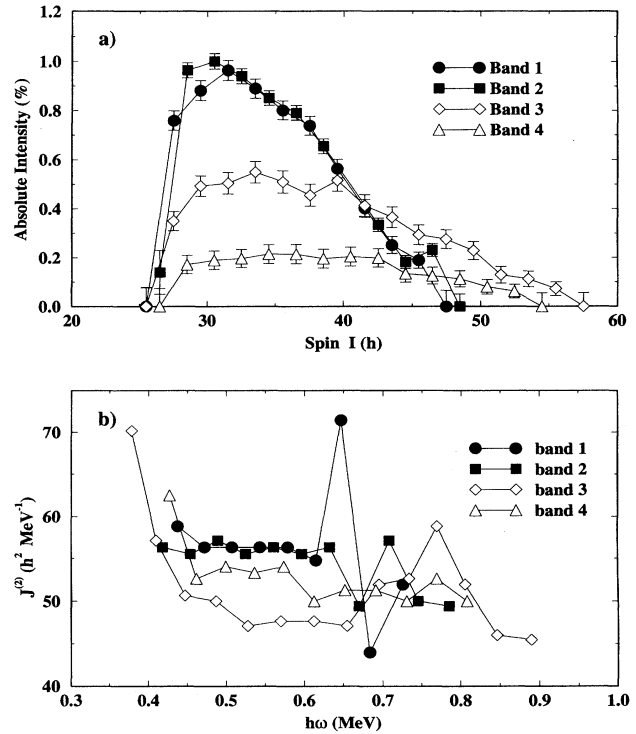 a)
Absolute Intensity (%)
1.2
1.0
0.8
0.6
0.4
0.2
0.0
Band 1
Band 2
Band 3
Band 4
20
30
40
50
60
Spin I (h)
b)
J(2) (h2 MeV-1)
70
60
50
40
band 1
band 2
band 3
band 4
0.3
0.4
0.5
0.6
0.7
0.8
0.9
1.0
hω (MeV)